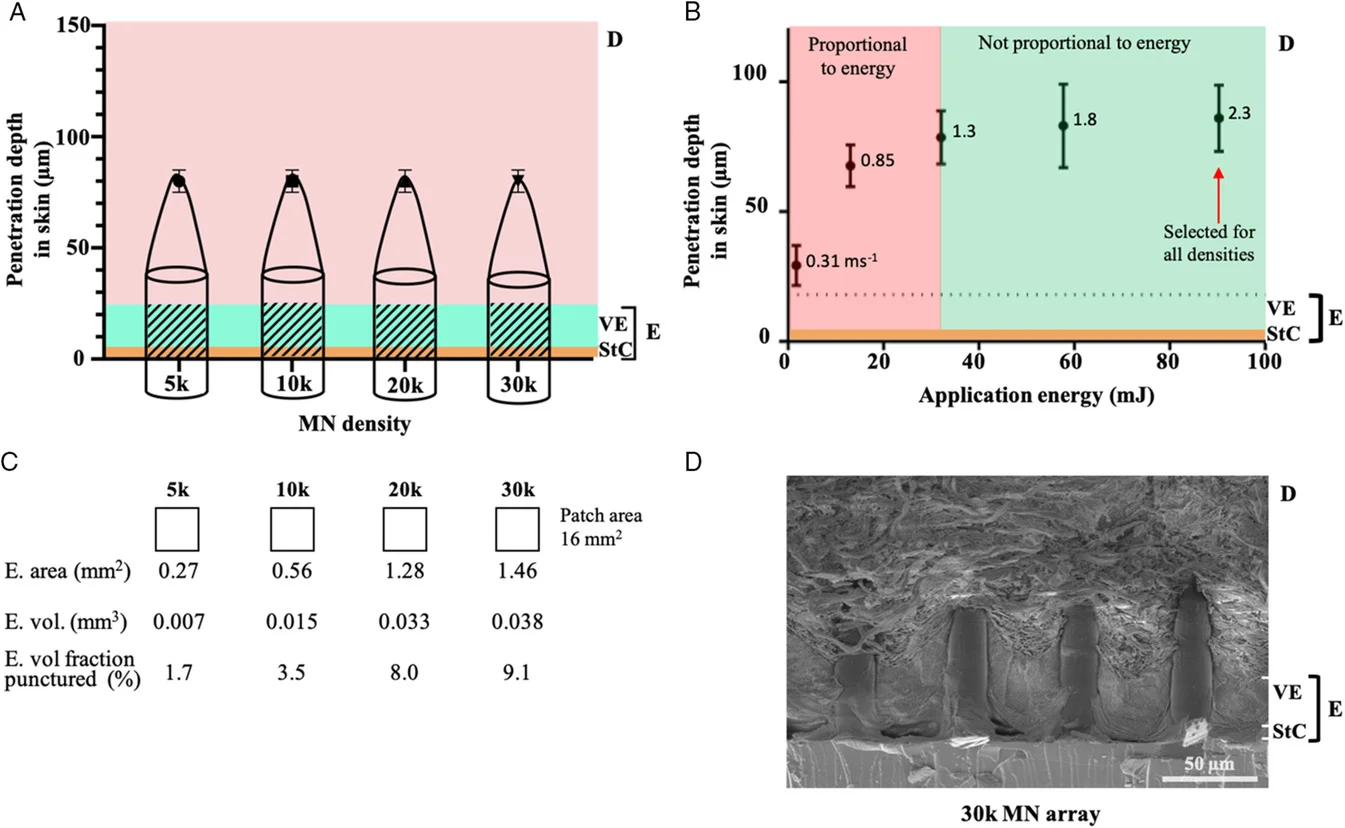 A
150
100
50
0
Penetration depth
in skin (μm)
D
VE
StC
E
5k
10k
20k
30k
MN density
B
100
50
0
Penetration depth
in skin (μm)
Proportional
to energy
Not proportional to energy
0.31 ms-1
0.85
1.3
1.8
2.3
Selected for
all densities
D
VE
StC
E
0
20
40
60
80
100
Application energy (mJ)
C
5k 10k 20k 30k
Patch area
16 mm2
E. area (mm2) 0.27 0.56 1.28 1.46
E. vol. (mm3) 0.007 0.015 0.033 0.038
E. vol fraction
punctured (%) 1.7 3.5 8.0 9.1
D
D
VE
StC
E
50 μm
30k MN array